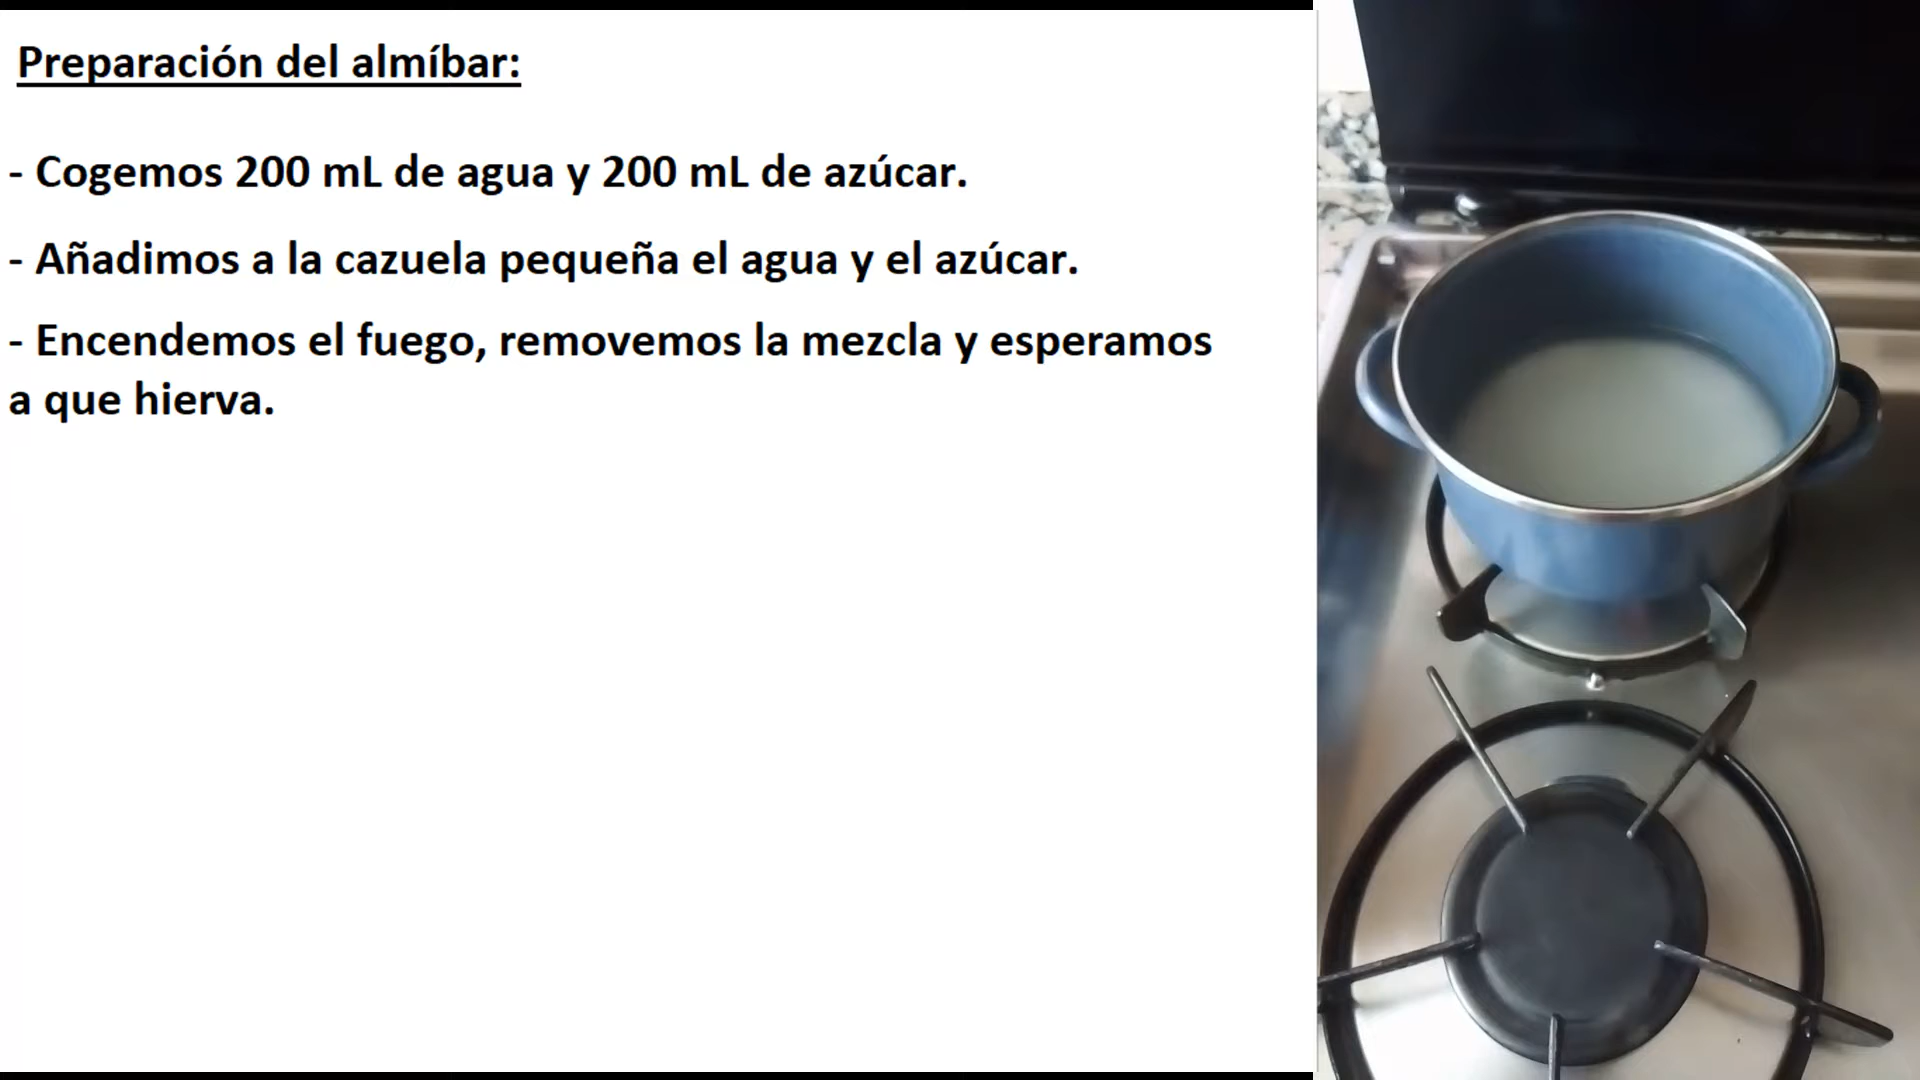 Preparación del almíbar:
- Cogemos 200 mL de agua y 200 mL de azúcar.
- Añadimos a la cazuela pequeña el agua y el azúcar.
- Encendemos el fuego, removemos la mezcla y esperamos
a que hierva.